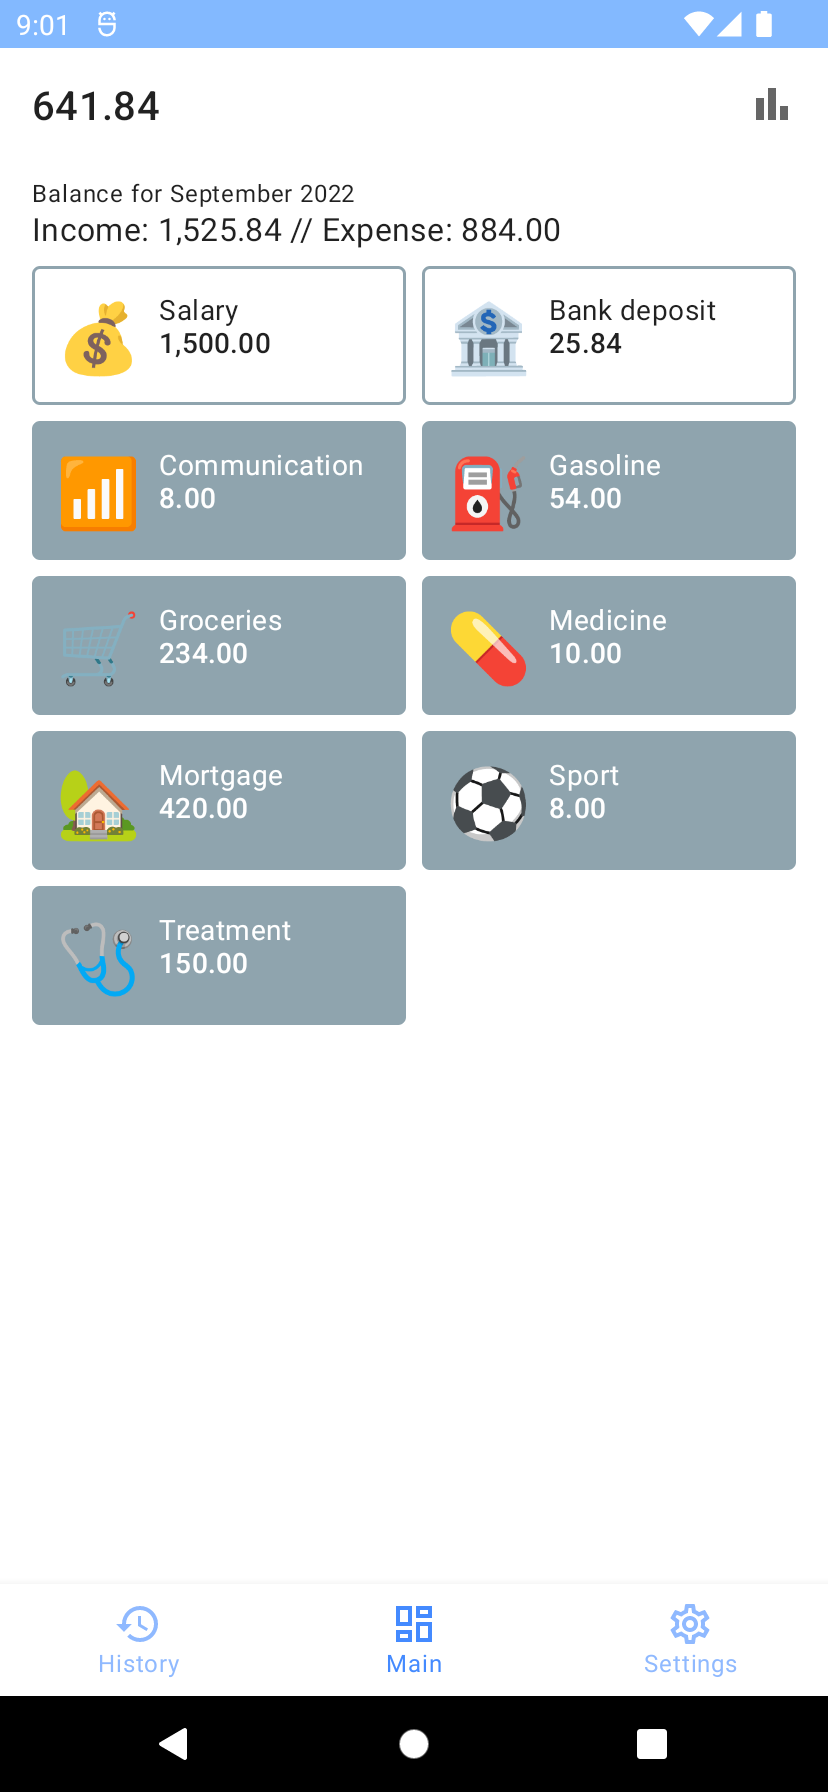 9:01
641.84
Balance for September 2022
Income: 1,525.84 // Expense: 884.00
Salary
1,500.00
Bank deposit
25.84
Communication
8.00
Gasoline
54.00
Groceries
234.00
Medicine
10.00
Mortgage
420.00
Sport
8.00
Treatment
150.00
History
Main
Settings